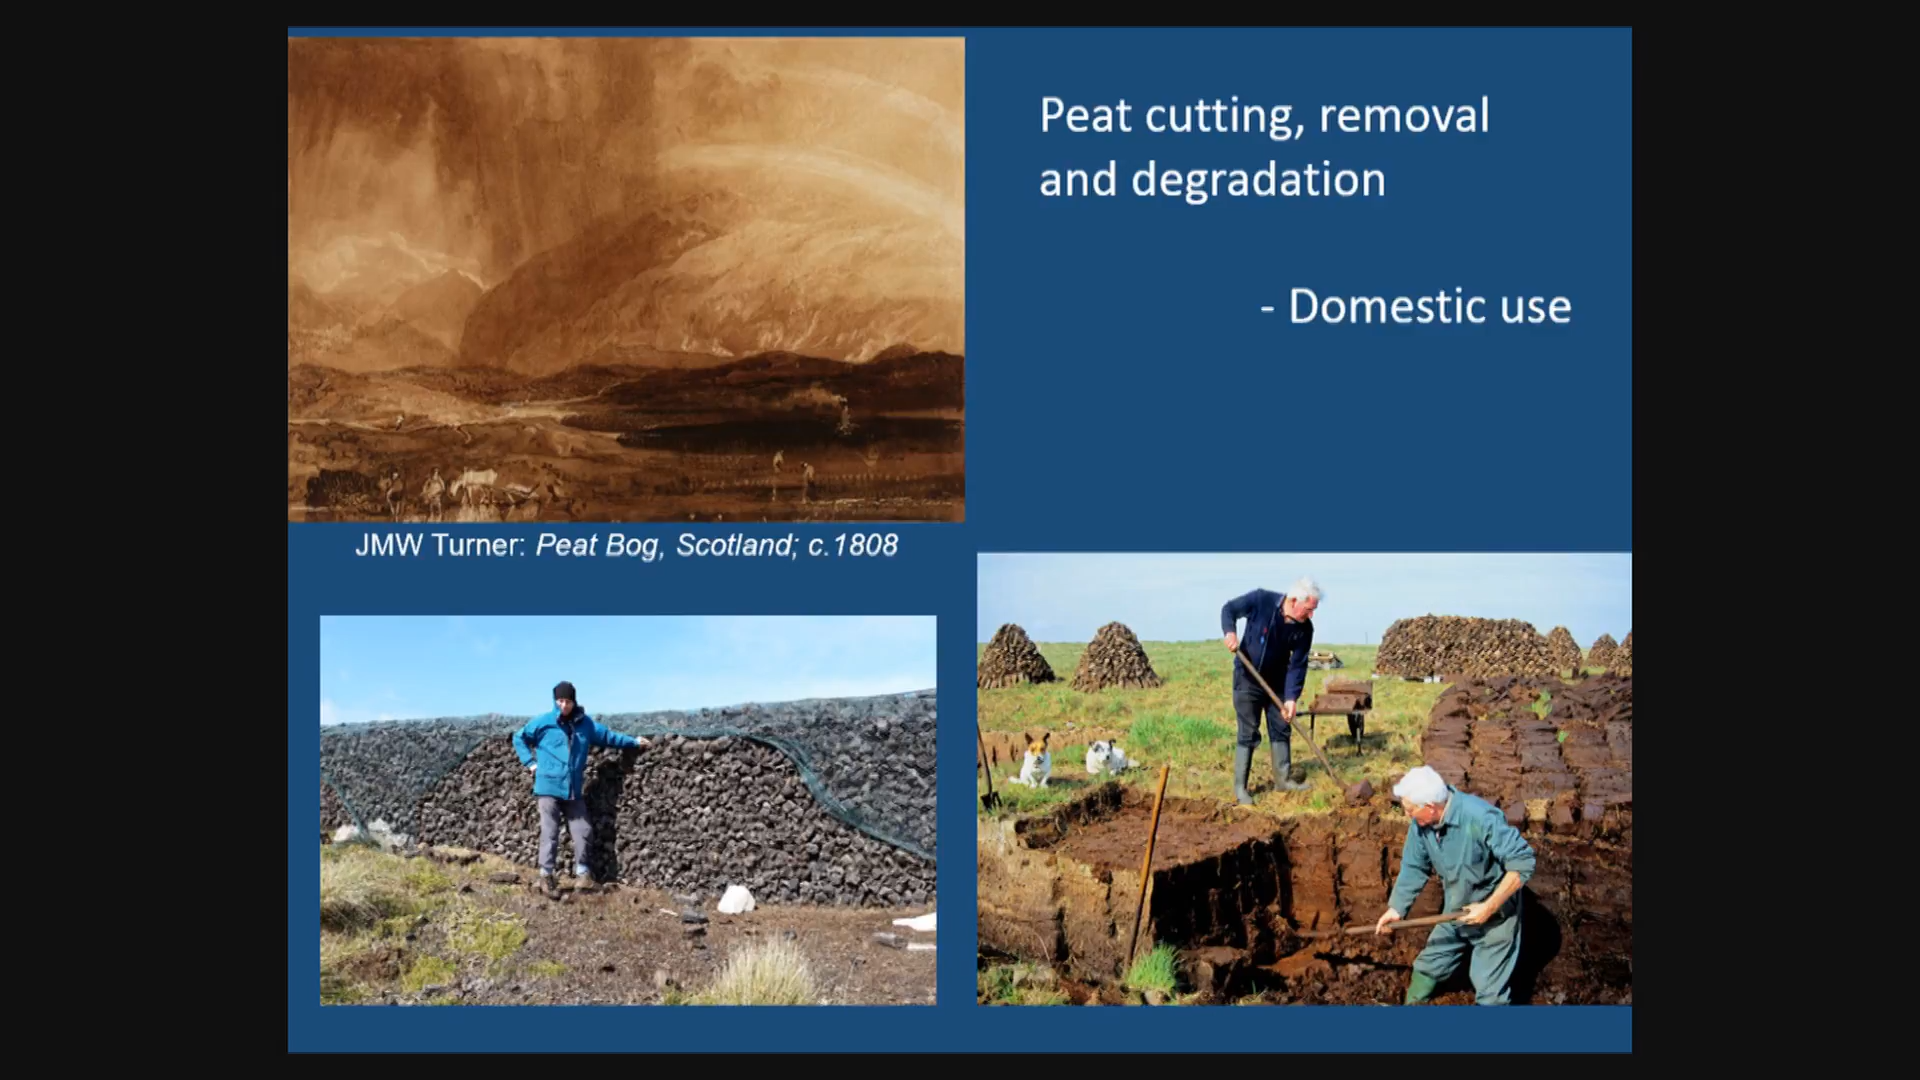 Peat cutting, removal
and degradation
- Domestic use
JMW Turner: Peat Bog, Scotland; c.1808